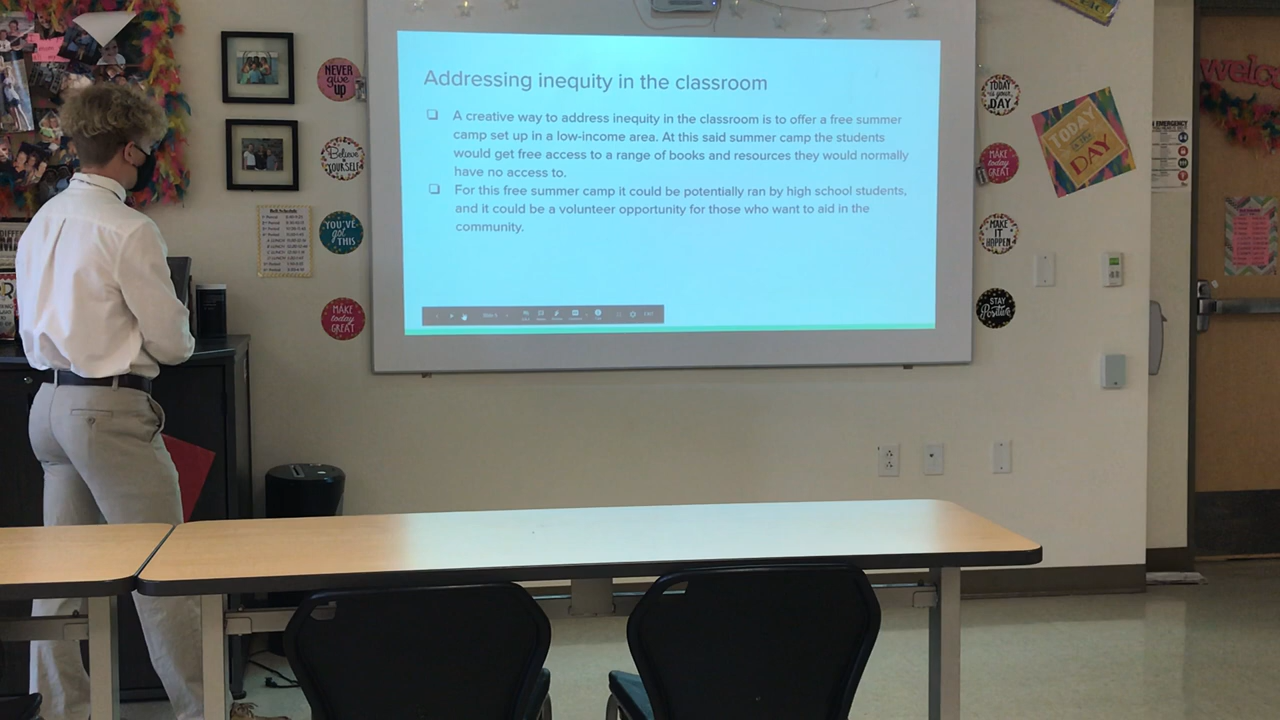 Addressing inequity in the classroom
A creative way to address inequity in the classroom is to offer a free summer
camp set up in a low-income area. At this said summer camp the students
would get free access to a range of books and resources they would normally
have no access to.
For this free summer camp it could be potentially ran by high school students,
and it could be a volunteer opportunity for those who want to aid in the
community.
NEVER
give
UP
Believe
YOURSELF
YOU'VE
got
THIS
MAKE
today
GREAT
Bell Schedule
TODAY
is your
DAY
MAKE
today
GREAT
MAKE
IT
HAPPEN
STAY
Positive
TODAY
is the
DAY
EMERGENCY
welco